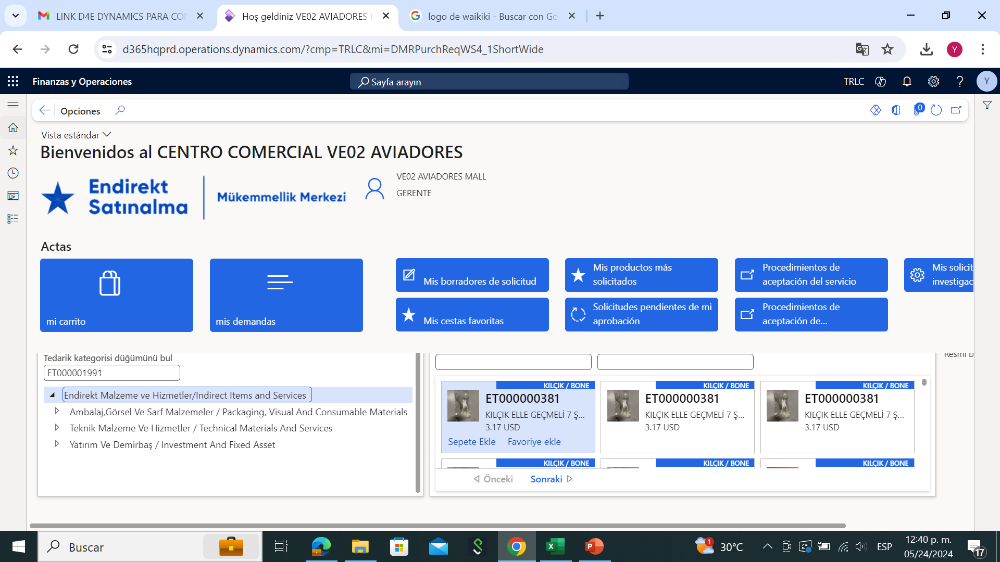 LINK D4E DYNAMICS PARA CO
Hoş geldiniz VE02 AVIADORES
logo de waikiki - Buscar con Go
d365hqprd.operations.dynamics.com/?cmp=TRLC&mi=DMRPurchReqWS4_1ShortWide
Y
Finanzas y Operaciones
Sayfa arayın
TRLC
Y
Opciones
0
Vista estándar
Bienvenidos al CENTRO COMERCIAL VE02 AVIADORES
Endirekt
Satınalma
Mükemmellik Merkezi
VE02 AVIADORES MALL
GERENTE
Actas
mi carrito
mis demandas
Mis borradores de solicitud
Mis cestas favoritas
Mis productos más
solicitados
Solicitudes pendientes de mi
aprobación
Procedimientos de
aceptación del servicio
Procedimientos de
aceptación de...
Mis solicit
investigac
Tedarik kategorisi düğümünü bul
ET000001991
Endirekt Malzeme ve Hizmetler/Indirect Items and Services
Ambalaj,Görsel Ve Sarf Malzemeler / Packaging, Visual And Consumable Materials
Teknik Malzeme Ve Hizmetler / Technical Materials And Services
Yatırım Ve Demirbaş / Investment And Fixed Asset
Resmi b
KILÇIK / BONE
ET000000381
KILÇIK ELLE GEÇMELİ 7 Ş...
3.17 USD
Sepete Ekle Favoriye ekle
KILÇIK / BONE
ET000000381
KILÇIK ELLE GEÇMELİ 7 Ş...
3.17 USD
KILÇIK / BONE
ET000000381
KILÇIK ELLE GEÇMELİ 7 Ş...
3.17 USD
KILÇIK / BONE
KILÇIK / BONE
KILÇIK / BONE
Önceki Sonraki
Buscar
1
30°C
ESP
12:40 p. m.
05/24/2024
17